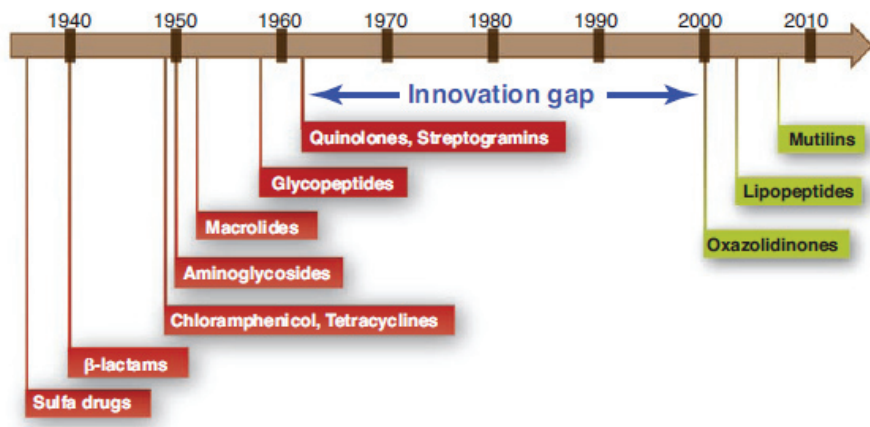 1940 1950 1960 1970 1980 1990 2000 2010
Innovation gap
Quinolones, Streptogramins
Mutilins
Glycopeptides
Lipopeptides
Macrolides
Oxazolidinones
Aminoglycosides
Chloramphenicol, Tetracyclines
β-lactams
Sulfa drugs